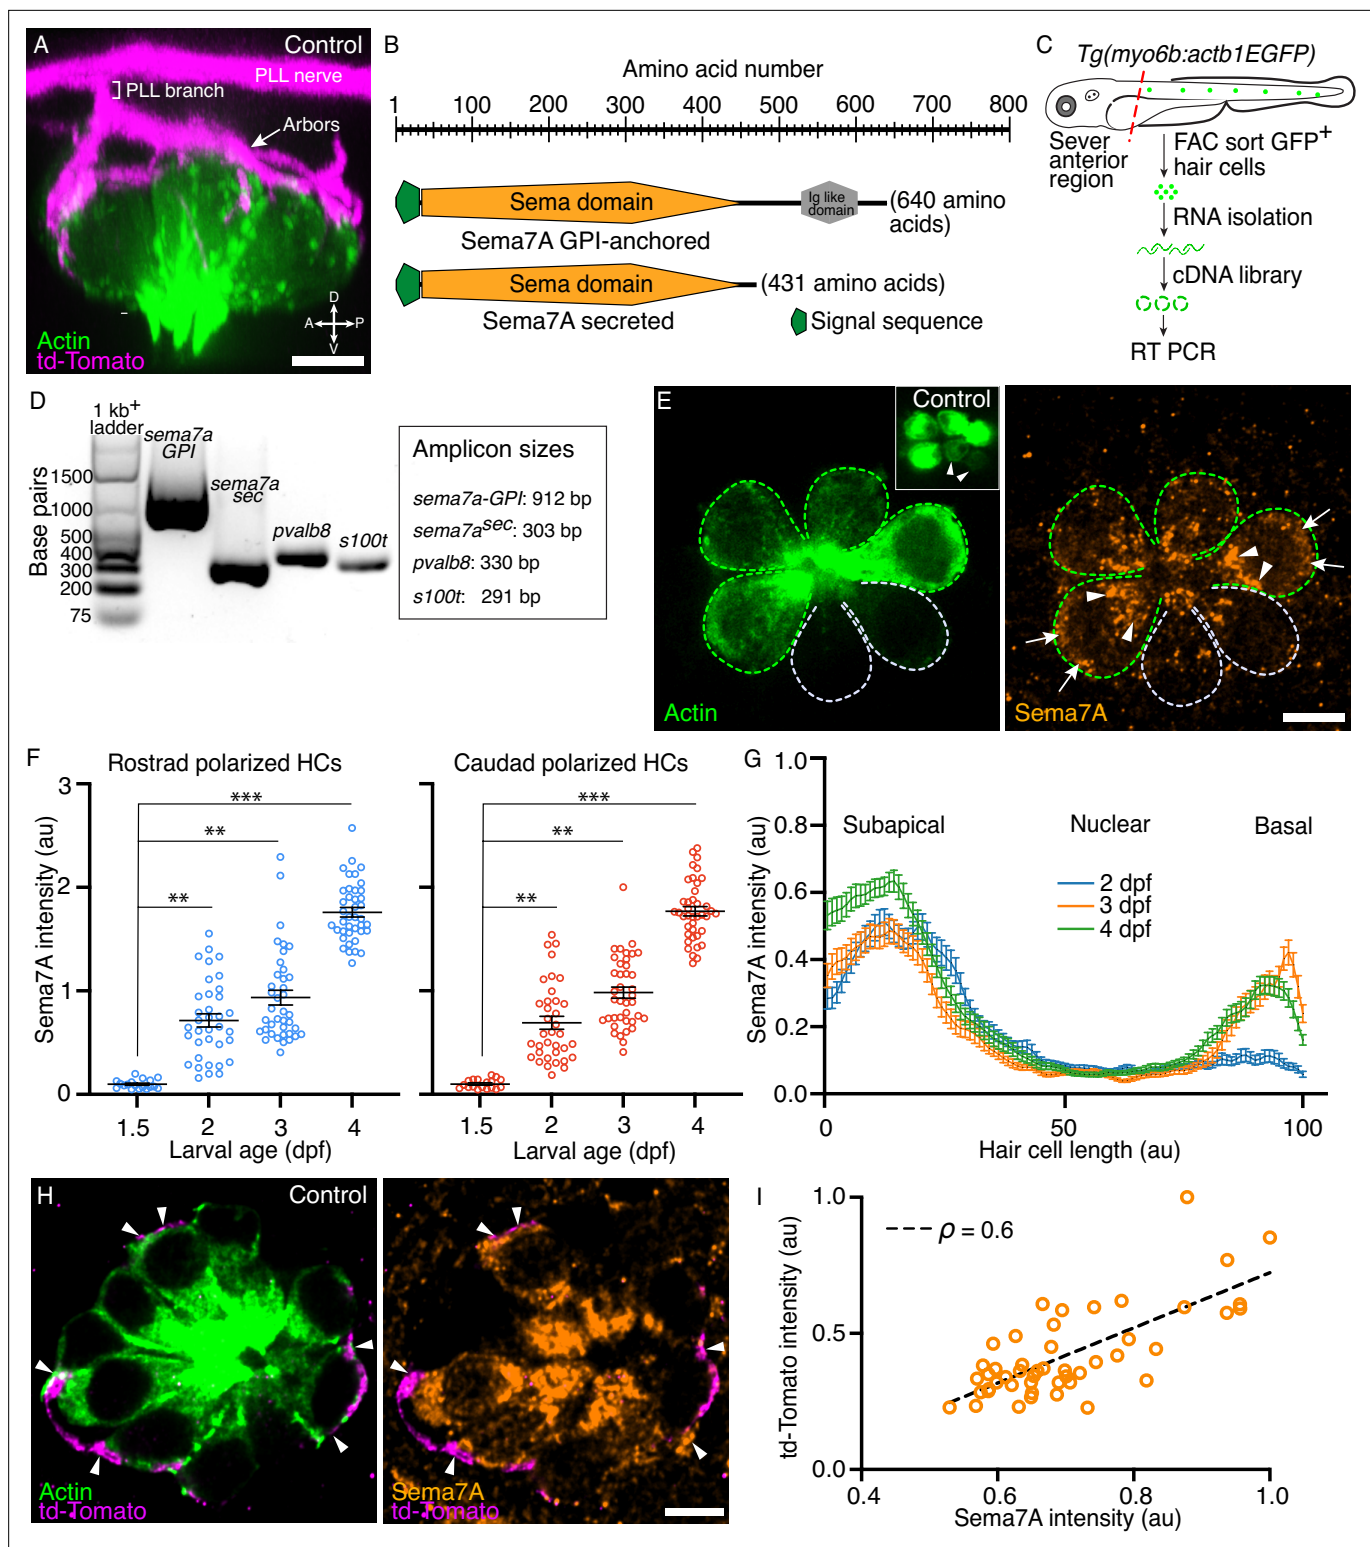 A
Control
PLL nerve
PLL branch
Arbors
D
A
P
V
Actin
td-Tomato
B
Amino acid number
1 100 200 300 400 500 600 700 800
Sema domain
Ig like
domain
(640 amino
acids)
Sema7A GPI-anchored
Sema domain
(431 amino acids)
Sema7A secreted
Signal sequence
C
Tg(myo6b:actb1EGFP)
Sever
anterior
region
FAC sort GFP+
hair cells
RNA isolation
cDNA library
RT PCR
D
1 kb+
ladder
sema7a
GPI
sema7a
sec
pvalb8
s100t
Base pairs
1500
1000
500
400
300
200
75
Amplicon sizes
sema7a-GPI: 912 bp
sema7a sec: 303 bp
pvalb8: 330 bp
s100t: 291 bp
E
Control
Actin
Sema7A
F
Rostrad polarized HCs
Sema7A intensity (au)
3
2
1
0
***
**
**
1.5 2 3 4
Larval age (dpf)
Caudad polarized HCs
***
**
**
1.5 2 3 4
Larval age (dpf)
G
Sema7A intensity (au)
1.0
0.8
0.6
0.4
0.2
0.0
Subapical
Nuclear
Basal
2 dpf
3 dpf
4 dpf
0 50 100
Hair cell length (au)
H
Control
Actin
td-Tomato
Sema7A
td-Tomato
I
td-Tomato intensity (au)
1.0
0.5
0.0
ρ = 0.6
0.4 0.6 0.8 1.0
Sema7A intensity (au)